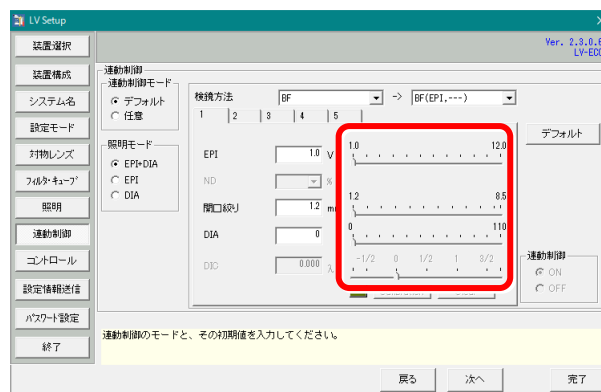 LV Setup
Ver. 2.3.0.
LV-ECO
装置選択
装置構成
システム名
設定モード
対物レンズ
フィルタ・キューブ
照明
連動制御
コントロール
設定情報送信
パスワード設定
終了
連動制御
連動制御モード
デフォルト
任意
照明モード
EPI+DIA
EPI
DIA
検鏡方法
BF
->
BF(EPI,---)
1 2 3 4 5
EPI 1.0 V
1.0 12.0
ND %
開口絞り 1.2
1.2 8.5
DIA 0
0 110
DIC 0.000 λ
-1/2 0 1/2 1 3/2
デフォルト
連動制御
ON
OFF
連動制御のモードと、その初期値を入力してください。
戻る 次へ 完了